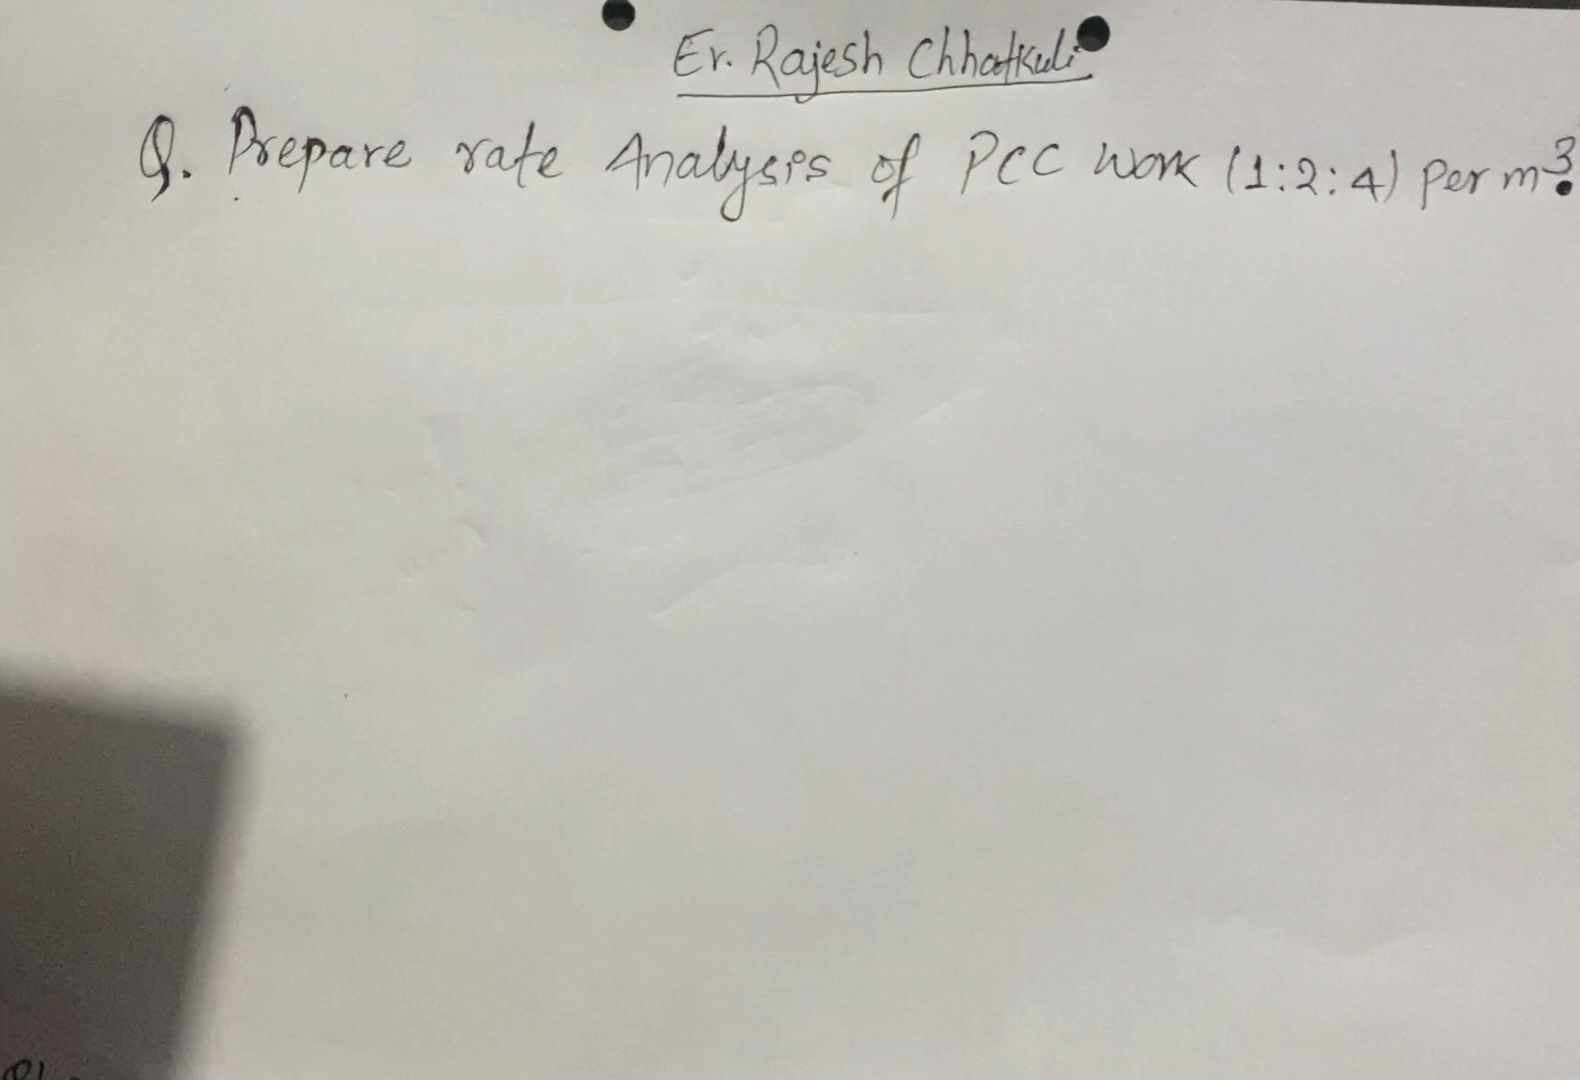 Er. Rajesh Chhatkuli
Q. Prepare rate Analysis of PCC Work (1:2:4) per m³?